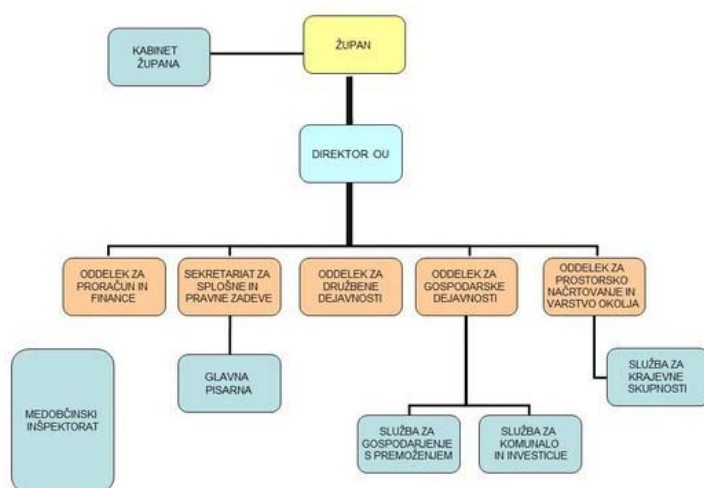 ŽUPAN
KABINET
ŽUPANA
DIREKTOR OU
ODDELEK ZA
PRORAČUN IN
FINANCE
SEKRETARIAT ZA
SPLOŠNE IN
PRAVNE ZADEVE
ODDELEK ZA
DRUŽBENE
DEJAVNOSTI
ODDELEK ZA
GOSPODARSKE
DEJAVNOSTI
ODDELEK ZA
PROSTORSKO
NAČRTOVANJE IN
VARSTVO OKOLJA
MEDOBČINSKI
INŠPEKTORAT
GLAVNA
PISARNA
SLUŽBA ZA
KRAJEVNE
SKUPNOSTI
SLUŽBA ZA
GOSPODARJENJE
S PREMOŽENJEM
SLUŽBA ZA
KOMUNALO
IN INVESTICIJE